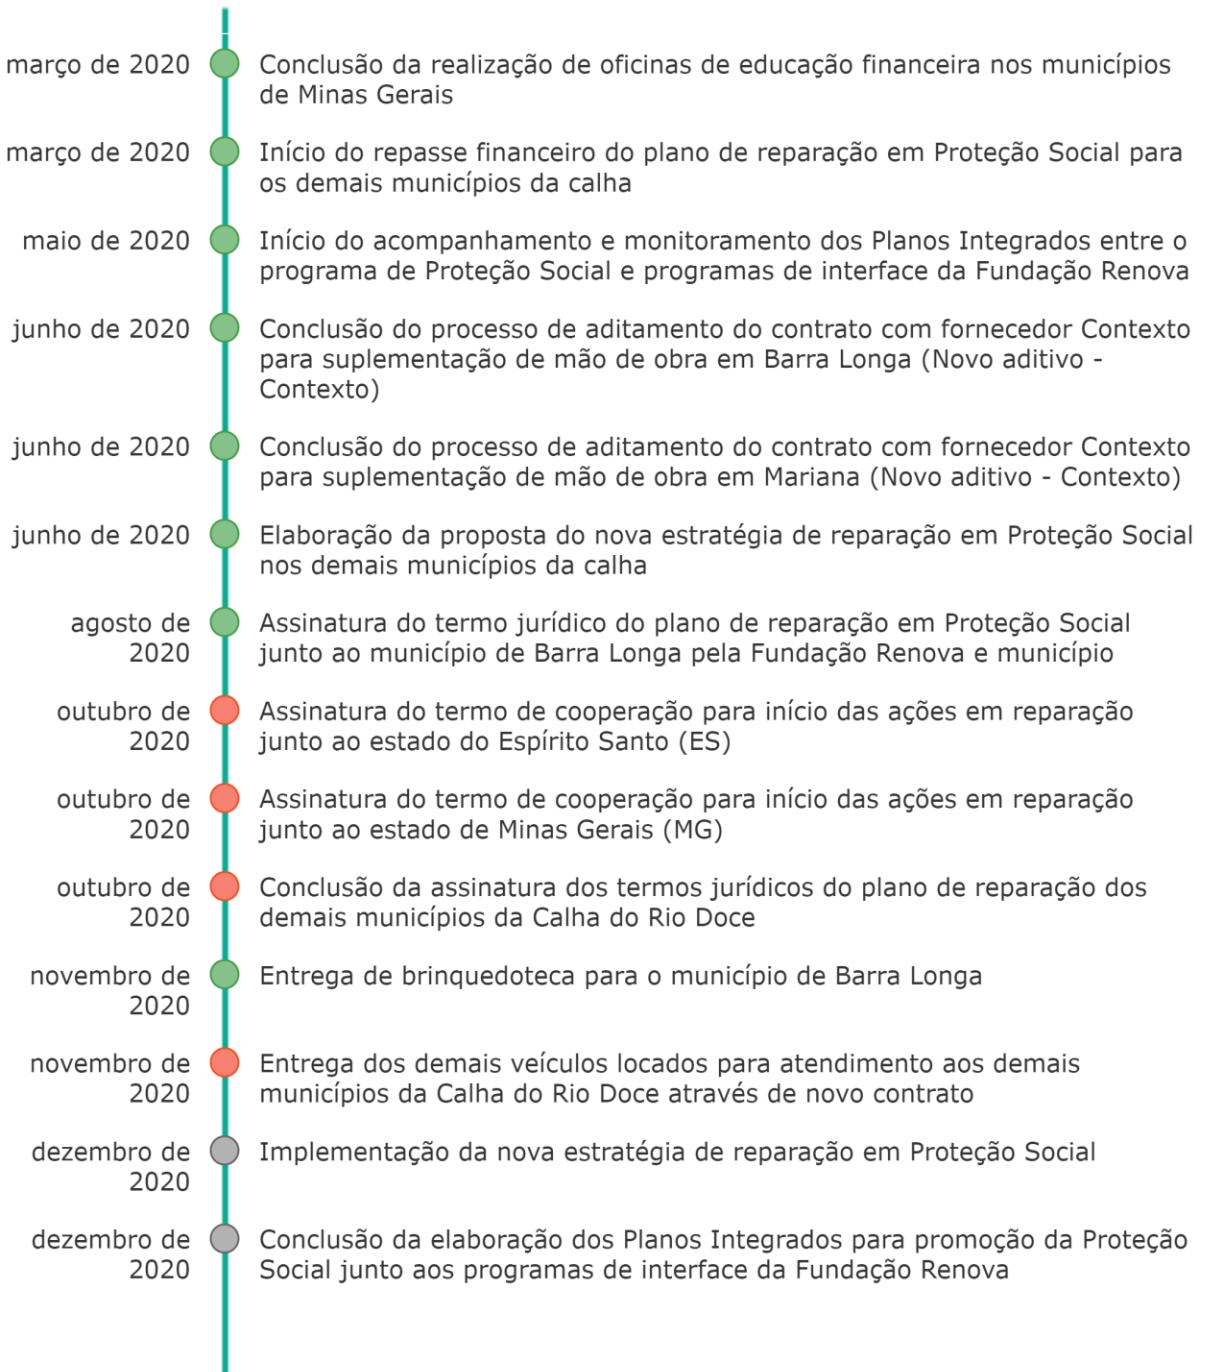 março de 2020
Conclusão da realização de oficinas de educação financeira nos municípios
de Minas Gerais
março de 2020
Início do repasse financeiro do plano de reparação em Proteção Social para
os demais municípios da calha
maio de 2020
Início do acompanhamento e monitoramento dos Planos Integrados entre o
programa de Proteção Social e programas de interface da Fundação Renova
junho de 2020
Conclusão do processo de aditamento do contrato com fornecedor Contexto
para suplementação de mão de obra em Barra Longa (Novo aditivo -
Contexto)
junho de 2020
Conclusão do processo de aditamento do contrato com fornecedor Contexto
para suplementação de mão de obra em Mariana (Novo aditivo - Contexto)
junho de 2020
Elaboração da proposta do nova estratégia de reparação em Proteção Social
nos demais municípios da calha
agosto de
2020
Assinatura do termo jurídico do plano de reparação em Proteção Social
junto ao município de Barra Longa pela Fundação Renova e município
outubro de
2020
Assinatura do termo de cooperação para início das ações em reparação
junto ao estado do Espírito Santo (ES)
outubro de
2020
Assinatura do termo de cooperação para início das ações em reparação
junto ao estado de Minas Gerais (MG)
outubro de
2020
Conclusão da assinatura dos termos jurídicos do plano de reparação dos
demais municípios da Calha do Rio Doce
novembro de
2020
Entrega de brinquedoteca para o município de Barra Longa
novembro de
2020
Entrega dos demais veículos locados para atendimento aos demais
municípios da Calha do Rio Doce através de novo contrato
dezembro de
2020
Implementação da nova estratégia de reparação em Proteção Social
dezembro de
2020
Conclusão da elaboração dos Planos Integrados para promoção da Proteção
Social junto aos programas de interface da Fundação Renova